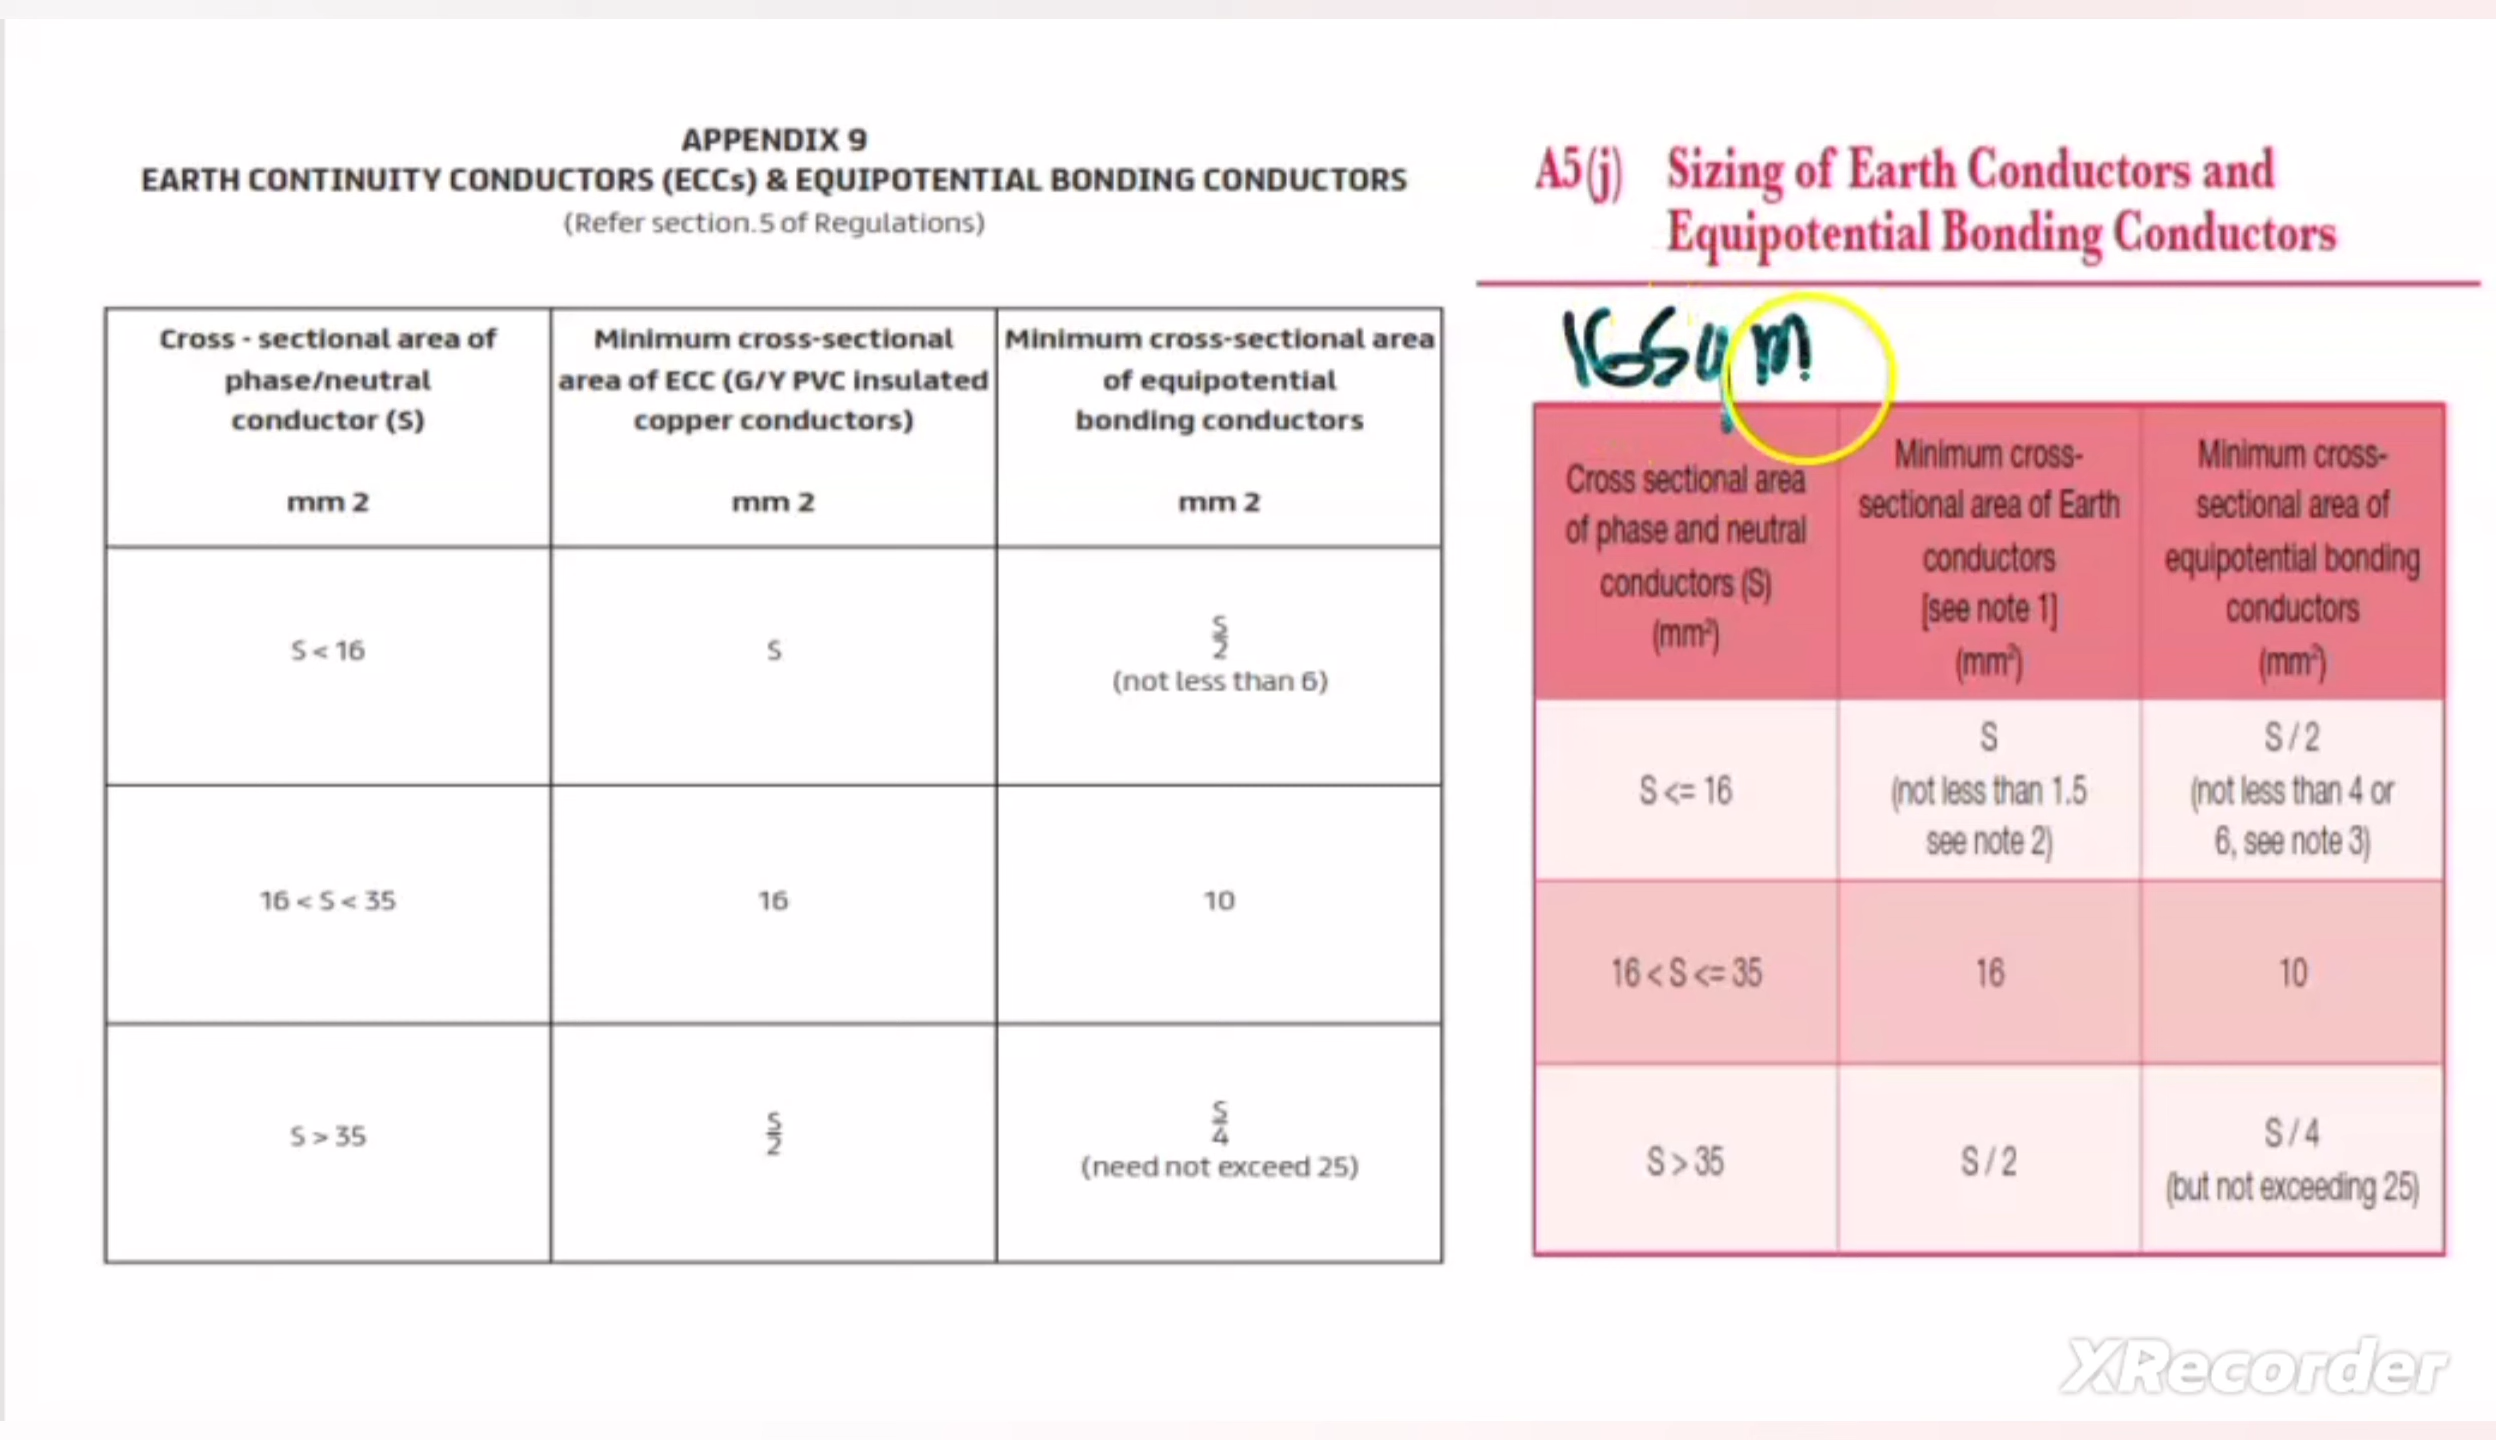 APPENDIX 9
EARTH CONTINUITY CONDUCTORS (ECCs) & EQUIPOTENTIAL BONDING CONDUCTORS
(Refer section.5 of Regulations)
Cross - sectional area of
phase/neutral
conductor (S)
mm 2
Minimum cross-sectional
area of ECC (G/Y PVC insulated
copper conductors)
mm 2
Minimum cross-sectional area
of equipotential
bonding conductors
mm 2
S < 16
S
S
2
(not less than 6)
16 < S < 35
16
10
S > 35
S
2
S
4
(need not exceed 25)
A5(j) Sizing of Earth Conductors and
Equipotential Bonding Conductors
16Sqm
Cross sectional area
of phase and neutral
conductors (S)
(mm²)
Minimum cross-
sectional area of Earth
conductors
[see note 1]
(mm²)
Minimum cross-
sectional area of
equipotential bonding
conductors
(mm²)
S <= 16
S
(not less than 1.5
see note 2)
S / 2
(not less than 4 or
6, see note 3)
16 < S <= 35
16
10
S > 35
S / 2
S / 4
(but not exceeding 25)
XRecorder